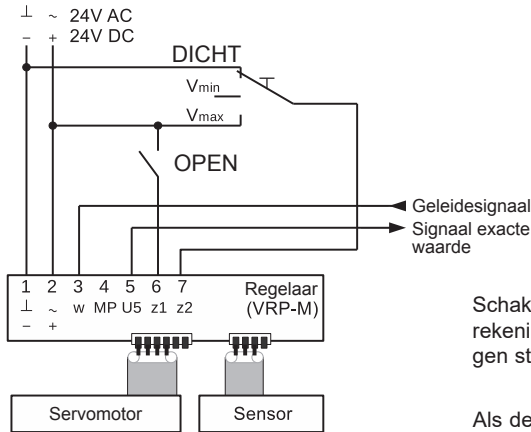 ⊥ ~ 24V AC
– + 24V DC
DICHT
Vmin
Vmax
OPEN
Geleidesignaal
Signaal exacte
waarde
1 2 3 4 5 6 7 Regelaar
⊥ ~ w MP U5 z1 z2 (VRP-M)
– +
Servomotor Sensor
Schak
rekeni
gen st
Als de